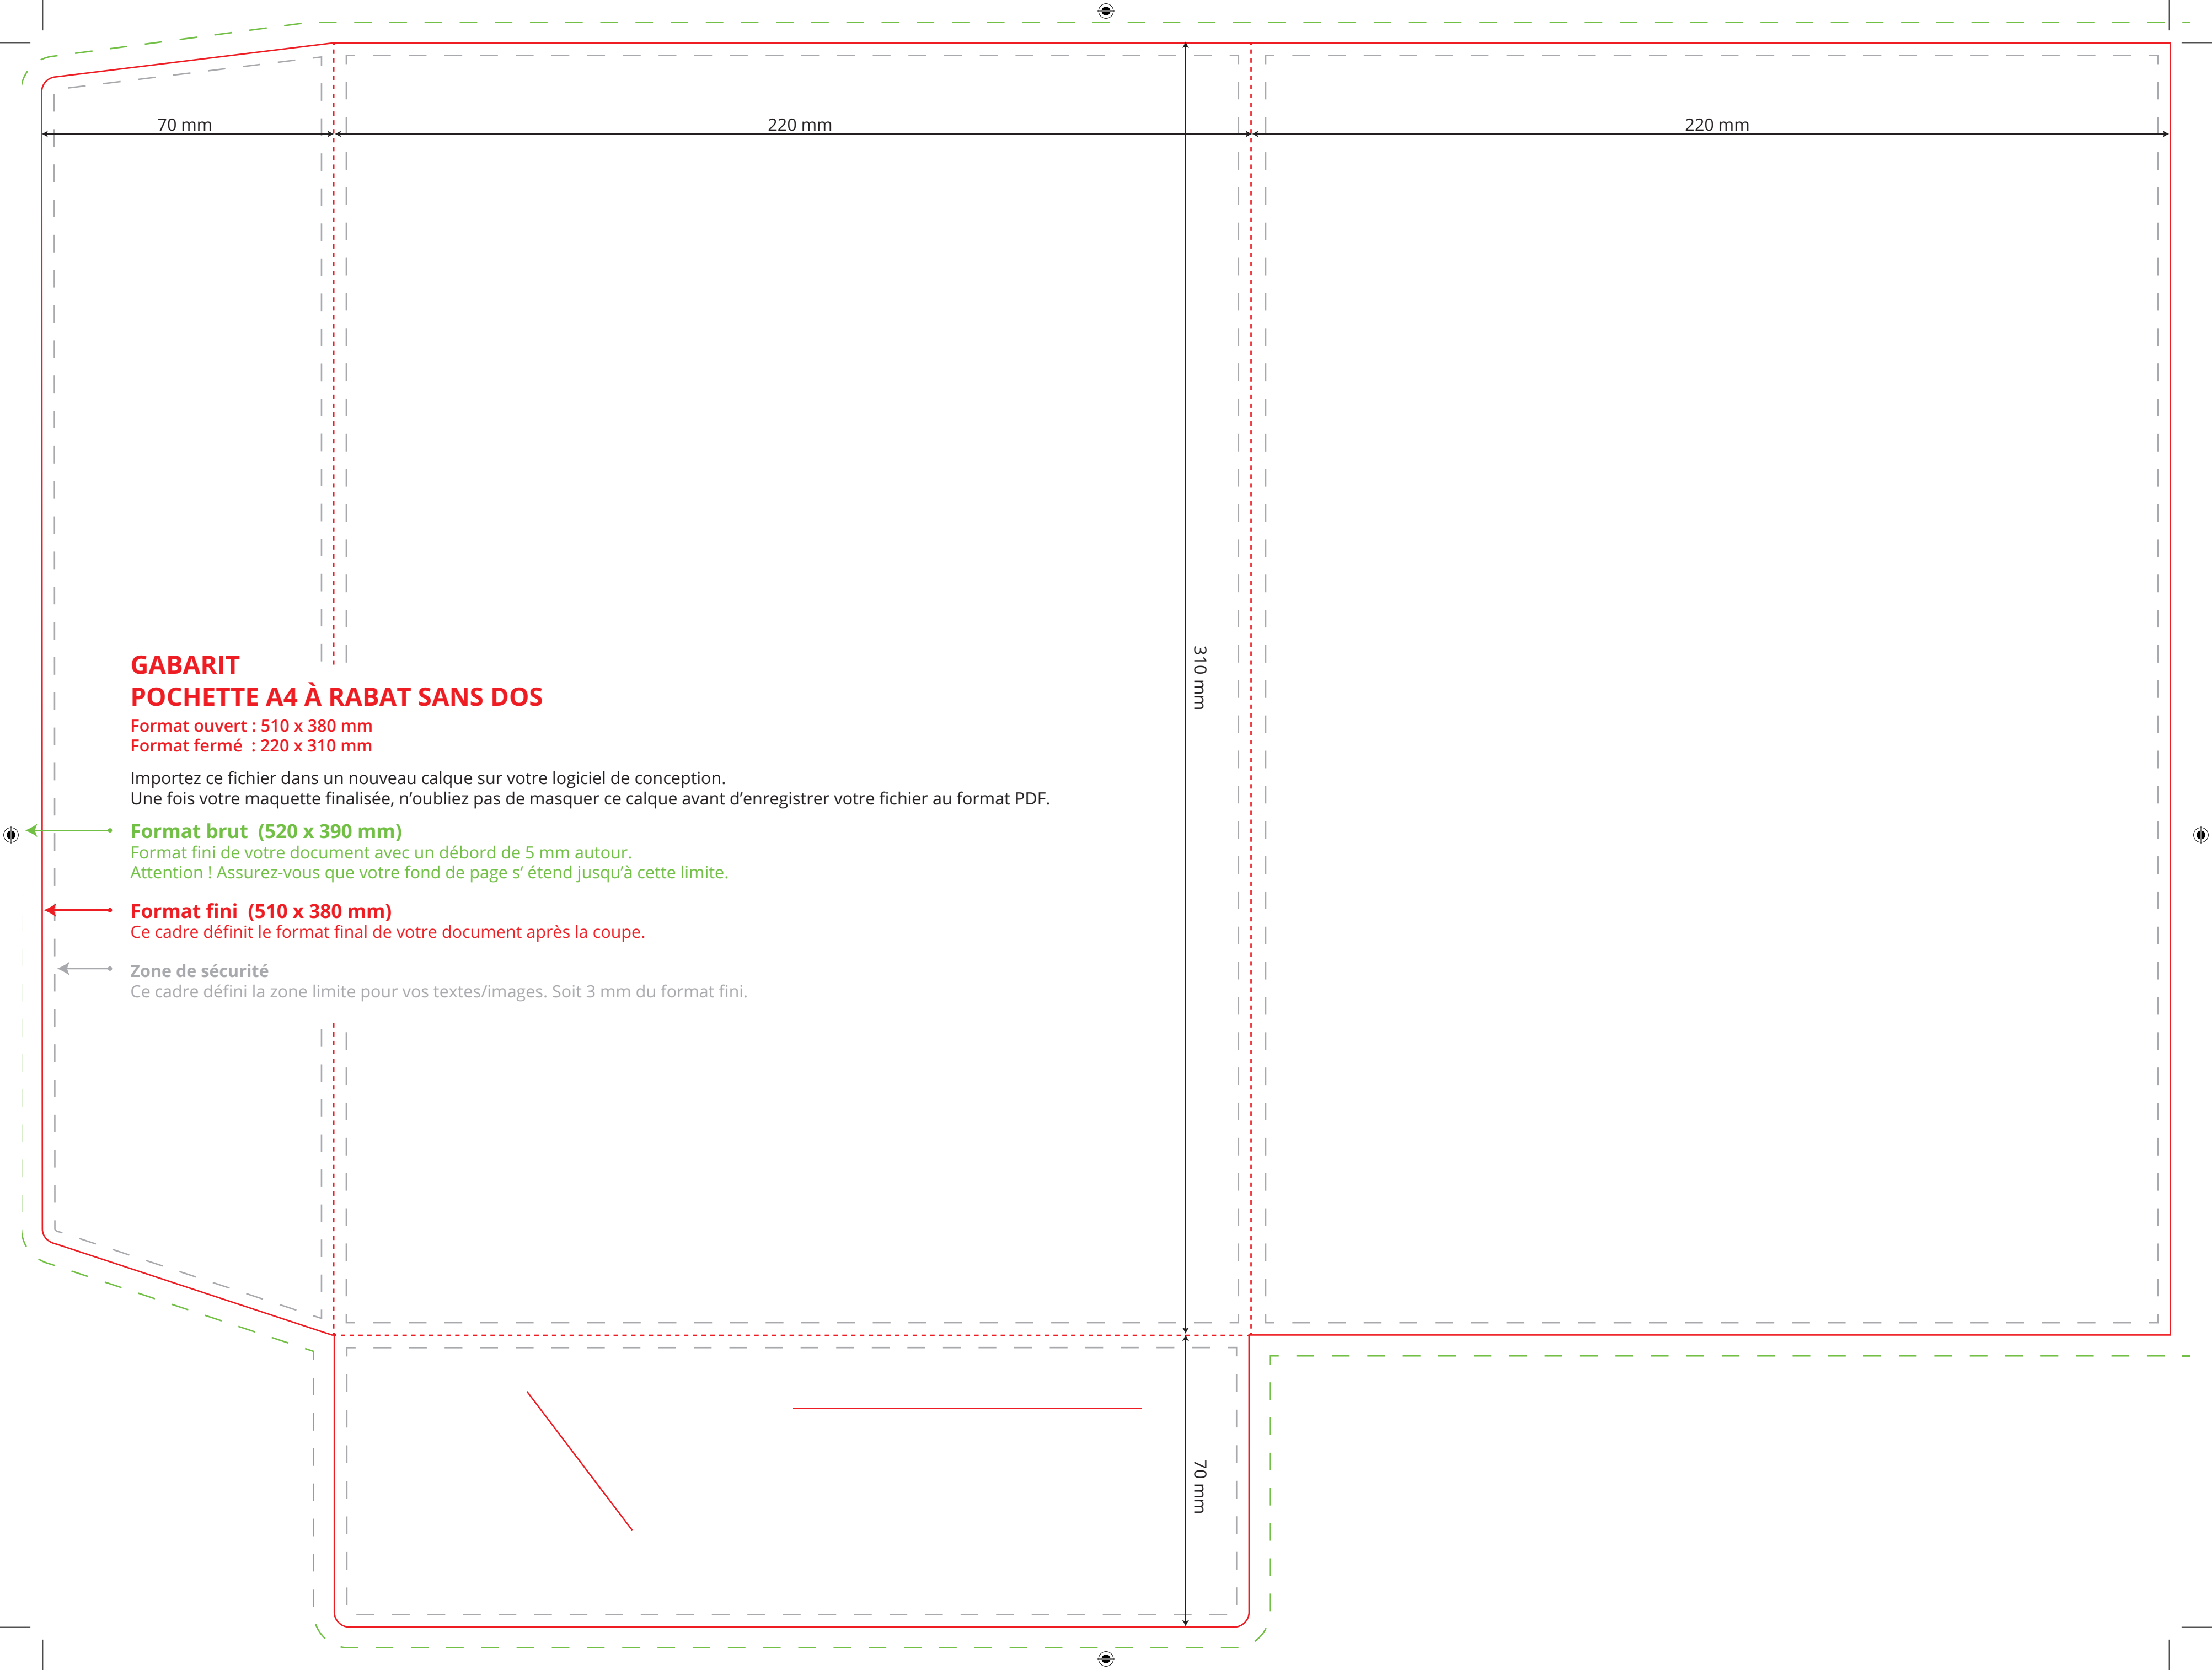 70 mm
220 mm
220 mm
310 mm
GABARIT
POCHETTE A4 À RABAT SANS DOS
Format ouvert : 510 x 380 mm
Format fermé  : 220 x 310 mm
Importez ce fichier dans un nouveau calque sur votre logiciel de conception.
Une fois votre maquette finalisée, n’oubliez pas de masquer ce calque avant d’enregistrer votre fichier au format PDF.
Format brut  (520 x 390 mm)
Format fini de votre document avec un débord de 5 mm autour.
Attention ! Assurez-vous que votre fond de page s‘ étend jusqu’à cette limite.
Format fini  (510 x 380 mm)
Ce cadre définit le format final de votre document après la coupe.
Zone de sécurité
Ce cadre défini la zone limite pour vos textes/images. Soit 3 mm du format fini.
70 mm